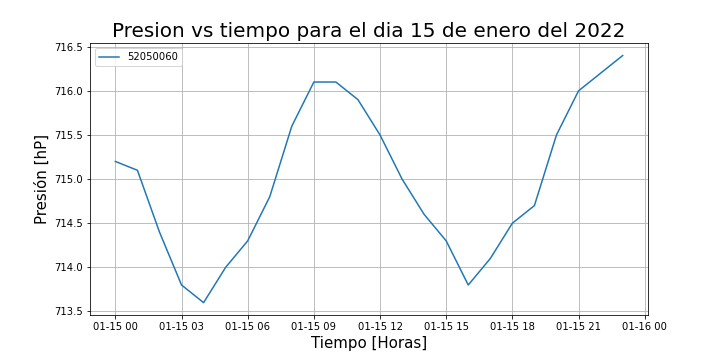 Presion vs tiempo para el dia 15 de enero del 2022
52050060
716.5
716.0
715.5
715.0
714.5
714.0
713.5
Presión [hP]
01-15 00 01-15 03 01-15 06 01-15 09 01-15 12 01-15 15 01-15 18 01-15 21 01-16 00
Tiempo [Horas]